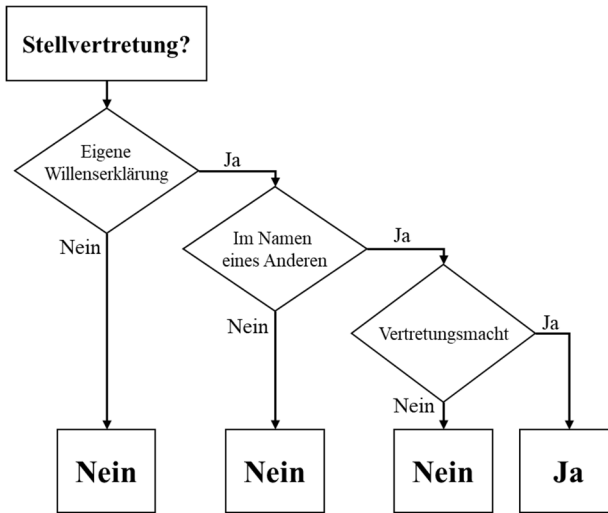 Stellvertretung?
Eigene
Willenserklärung
Ja
Nein
Im Namen
eines Anderen
Ja
Nein
Vertretungsmacht
Ja
Nein
Nein
Nein
Nein
Ja